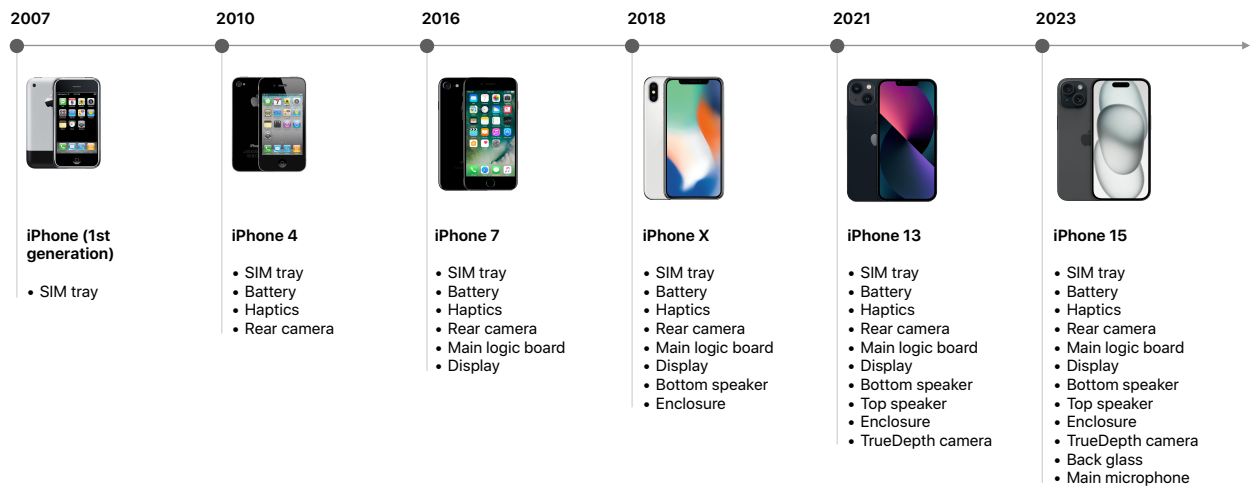 2007
2010
2016
2018
2021
2023
iPhone (1st
generation)
• SIM tray
iPhone 4
• SIM tray
• Battery
• Haptics
• Rear camera
iPhone 7
• SIM tray
• Battery
• Haptics
• Rear camera
• Main logic board
• Display
iPhone X
• SIM tray
• Battery
• Haptics
• Rear camera
• Main logic board
• Display
• Bottom speaker
• Enclosure
iPhone 13
• SIM tray
• Battery
• Haptics
• Rear camera
• Main logic board
• Display
• Bottom speaker
• Top speaker
• Enclosure
• TrueDepth camera
iPhone 15
• SIM tray
• Battery
• Haptics
• Rear camera
• Main logic board
• Display
• Bottom speaker
• Top speaker
• Enclosure
• TrueDepth camera
• Back glass
• Main microphone